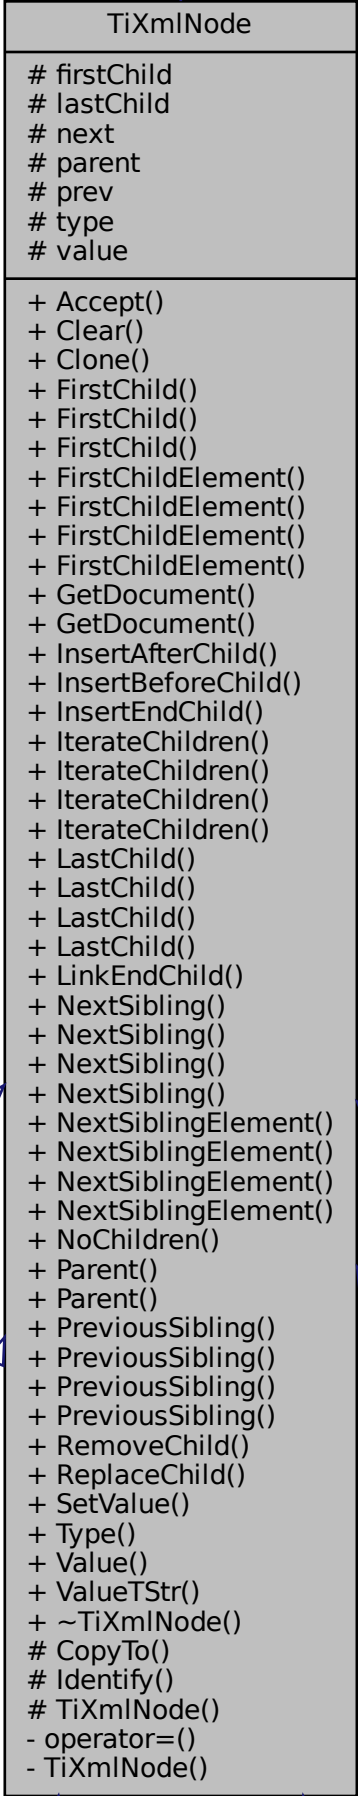 TiXmlNode
# firstChild
# lastChild
# next
# parent
# prev
# type
# value
+ Accept()
+ Clear()
+ Clone()
+ FirstChild()
+ FirstChild()
+ FirstChild()
+ FirstChildElement()
+ FirstChildElement()
+ FirstChildElement()
+ FirstChildElement()
+ GetDocument()
+ GetDocument()
+ InsertAfterChild()
+ InsertBeforeChild()
+ InsertEndChild()
+ IterateChildren()
+ IterateChildren()
+ IterateChildren()
+ IterateChildren()
+ LastChild()
+ LastChild()
+ LastChild()
+ LastChild()
+ LinkEndChild()
+ NextSibling()
+ NextSibling()
+ NextSibling()
+ NextSibling()
+ NextSiblingElement()
+ NextSiblingElement()
+ NextSiblingElement()
+ NextSiblingElement()
+ NoChildren()
+ Parent()
+ Parent()
+ PreviousSibling()
+ PreviousSibling()
+ PreviousSibling()
+ PreviousSibling()
+ RemoveChild()
+ ReplaceChild()
+ SetValue()
+ Type()
+ Value()
+ ValueTStr()
+ ~TiXmlNode()
# CopyTo()
# Identify()
# TiXmlNode()
- operator=()
- TiXmlNode()